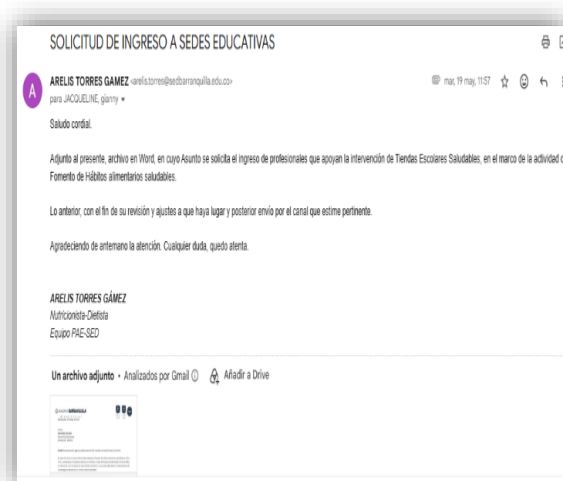 SOLICITUD DE INGRESO A SEDES EDUCATIVAS
A
ARELIS TORRES GAMEZ <arelis.torres@sedbarranquilla.edu.co>
mar, 19 may, 11:57
para JACQUELINE, gianny
Saludo cordial.
Adjunto al presente, archivo en Word, en cuyo Asunto se solicita el ingreso de profesionales que apoyan la intervención de Tiendas Escolares Saludables, en el marco de la actividad
Fomento de Hábitos alimentarios saludables.
Lo anterior, con el fin de su revisión y ajustes a que haya lugar y posterior envío por el canal que estime pertinente.
Agradeciendo de antemano la atención. Cualquier duda, quedo atenta.
ARELIS TORRES GÁMEZ
Nutricionista-Dietista
Equipo PAE-SED
Un archivo adjunto • Analizados por Gmail
Añadir a Drive